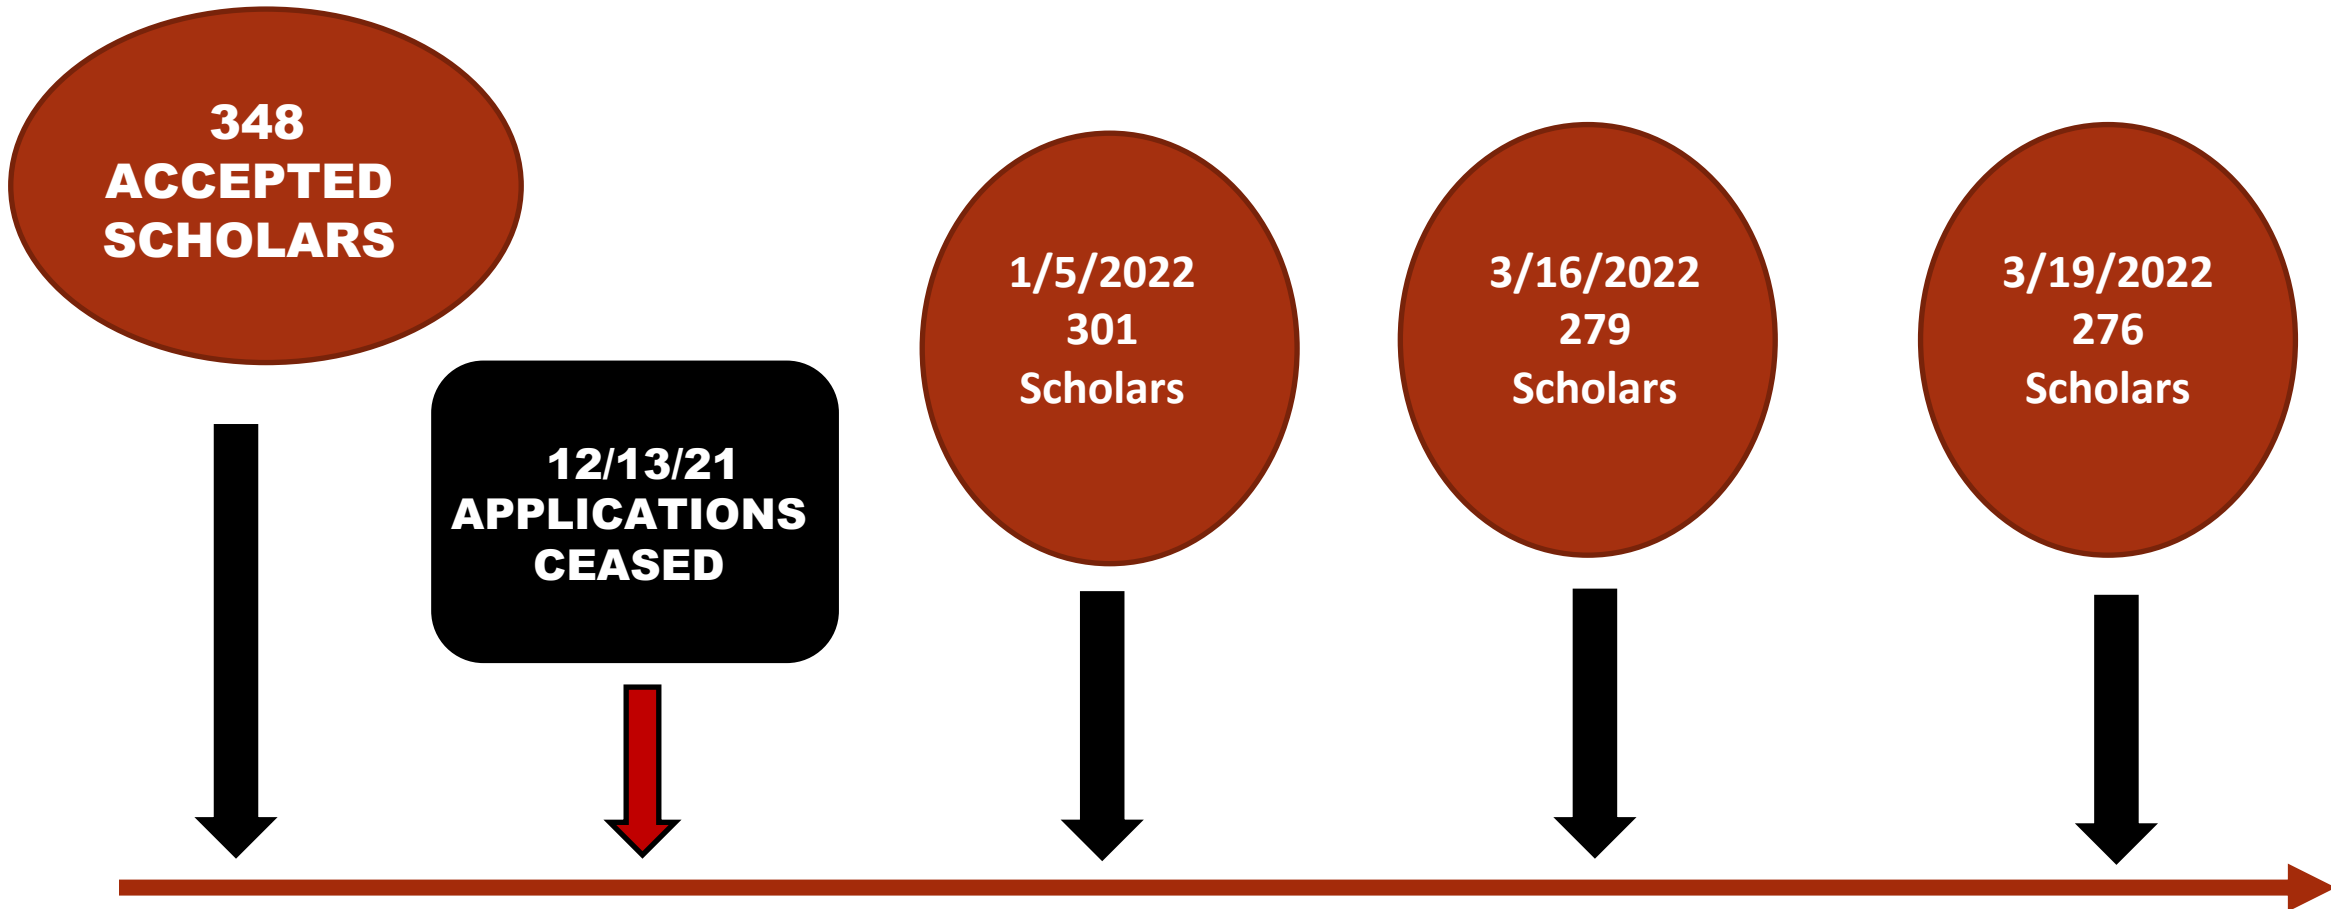 348
ACCEPTED
SCHOLARS
12/13/21
APPLICATIONS
CEASED
1/5/2022
301
Scholars
3/16/2022
279
Scholars
3/19/2022
276
Scholars